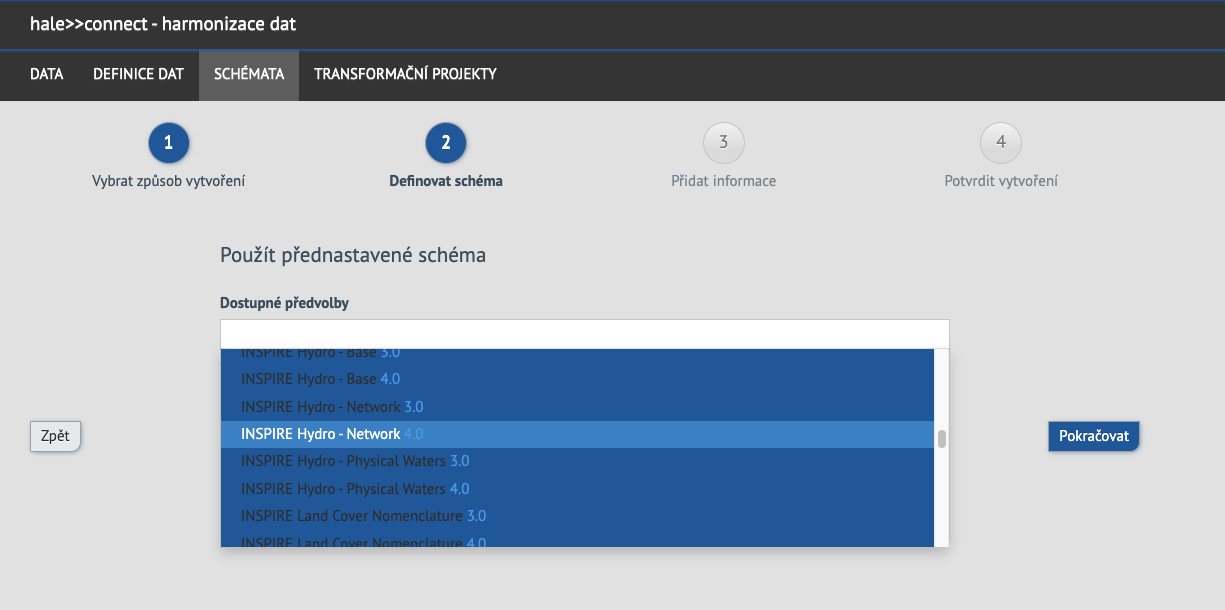 hale>>connect - harmonizace dat
DATA DEFINICE DAT SCHÉMATA TRANSFORMAČNÍ PROJEKTY
1 2 3 4
Vybrat způsob vytvoření Definovat schéma Přidat informace Potvrdit vytvoření
Použít přednastavené schéma
Dostupné předvolby
INSPIRE Hydro - Base 3.0
INSPIRE Hydro - Base 4.0
INSPIRE Hydro - Network 3.0
INSPIRE Hydro - Network 4.0
Zpět
Pokračovat
INSPIRE Hydro - Physical Waters 3.0
INSPIRE Hydro - Physical Waters 4.0
INSPIRE Land Cover Nomenclature 3.0
INSPIRE Land Cover Nomenclature 4.0